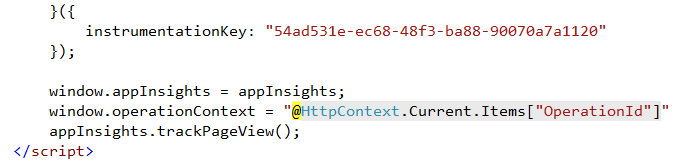 }({
instrumentationKey: "54ad531e-ec68-48f3-ba88-90070a7a1120"
});
window.appInsights = appInsights;
window.operationContext = "@HttpContext.Current.Items["OperationId"]"
appInsights.trackPageView();
</script>